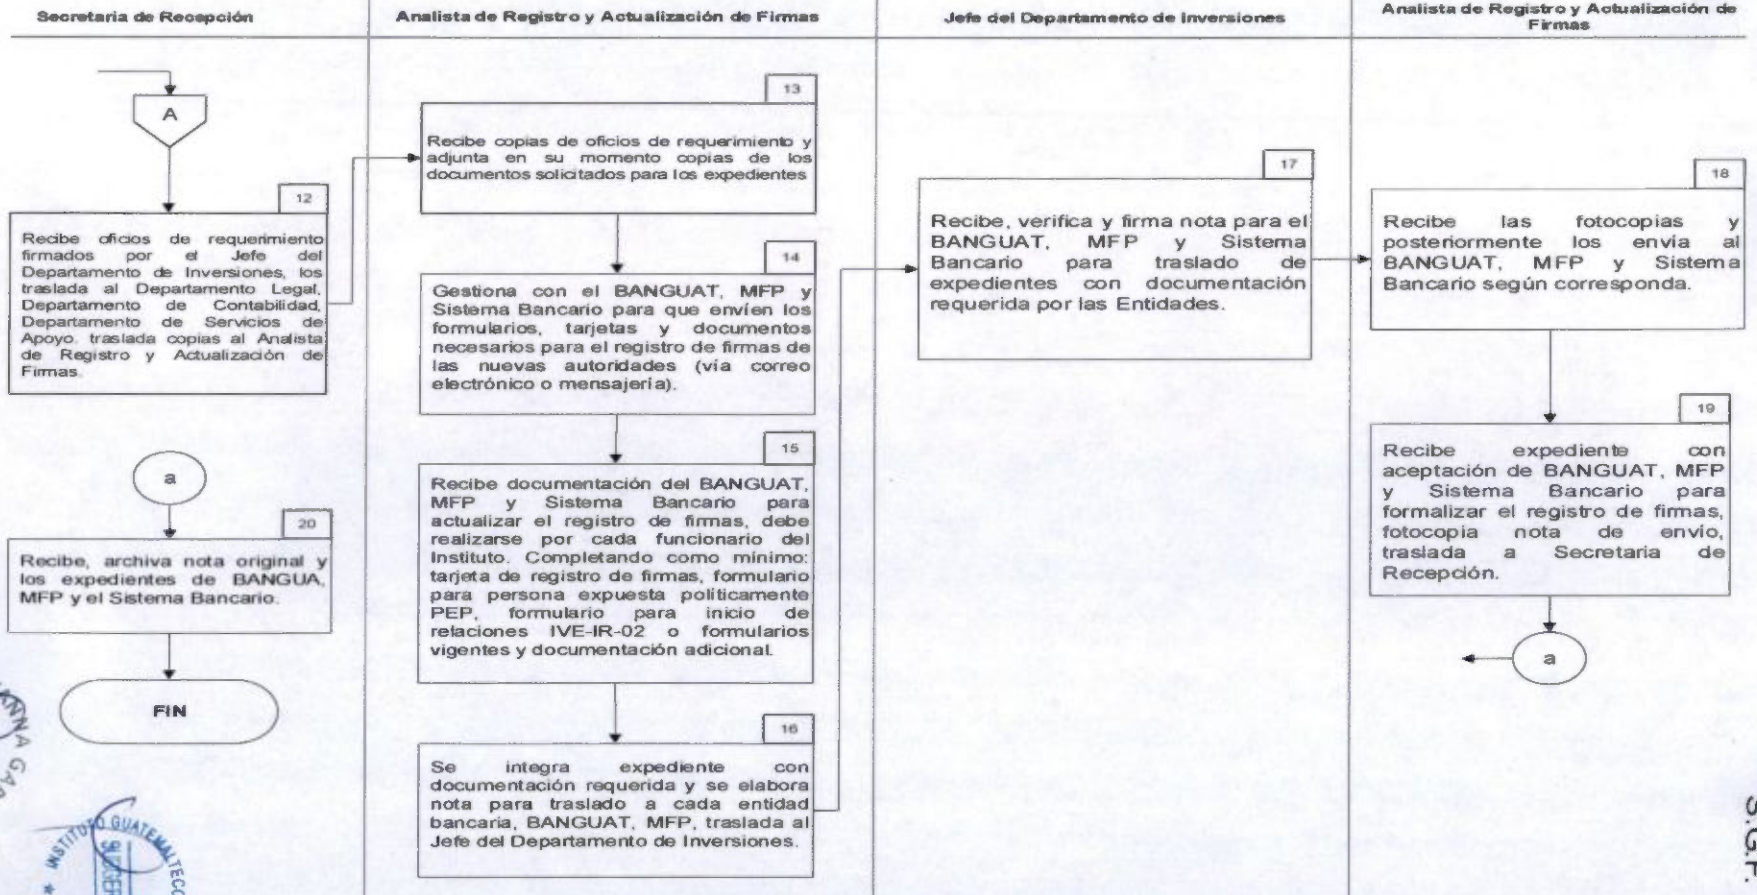 Secretaria de Recepción
Analista de Registro y Actualización de Firmas
Jefe del Departamento de Inversiones
Analista de Registro y Actualización de
Firmas
A
12
Recibe oficios de requerimiento
firmados por el Jefe del
Departamento de Inversiones, los
traslada al Departamento Legal,
Departamento de Contabilidad,
Departamento de Servicios de
Apoyo, traslada copias al Analista
de Registro y Actualización de
Firmas.
a
20
Recibe, archiva nota original y
los expedientes de BANGUA,
MFP y el Sistema Bancario.
FIN
13
Recibe copias de oficios de requerimiento y
adjunta en su momento copias de los
documentos solicitados para los expedientes
14
Gestiona con el BANGUAT, MFP y
Sistema Bancario para que envíen los
formularios, tarjetas y documentos
necesarios para el registro de firmas de
las nuevas autoridades (vía correo
electrónico o mensajería).
15
Recibe documentación del BANGUAT,
MFP y Sistema Bancario para
actualizar el registro de firmas, debe
realizarse por cada funcionario del
Instituto. Completando como mínimo:
tarjeta de registro de firmas, formulario
para persona expuesta políticamente
PEP, formulario para inicio de
relaciones IVE-IR-02 o formularios
vigentes y documentación adicional.
16
Se integra expediente con
documentación requerida y se elabora
nota para traslado a cada entidad
bancaria, BANGUAT, MFP, traslada al
Jefe del Departamento de Inversiones.
17
Recibe, verifica y firma nota para el
BANGUAT, MFP y Sistema
Bancario para traslado de
expedientes con documentación
requerida por las Entidades.
18
Recibe las fotocopias y
posteriormente los envía al
BANGUAT, MFP y Sistema
Bancario según corresponda.
19
Recibe expediente con
aceptación de BANGUAT, MFP
y Sistema Bancario para
formalizar el registro de firmas,
fotocopia nota de envío,
traslada a Secretaria de
Recepción.
a
INSTITUTO GUATEMALTECO
S.G.F.